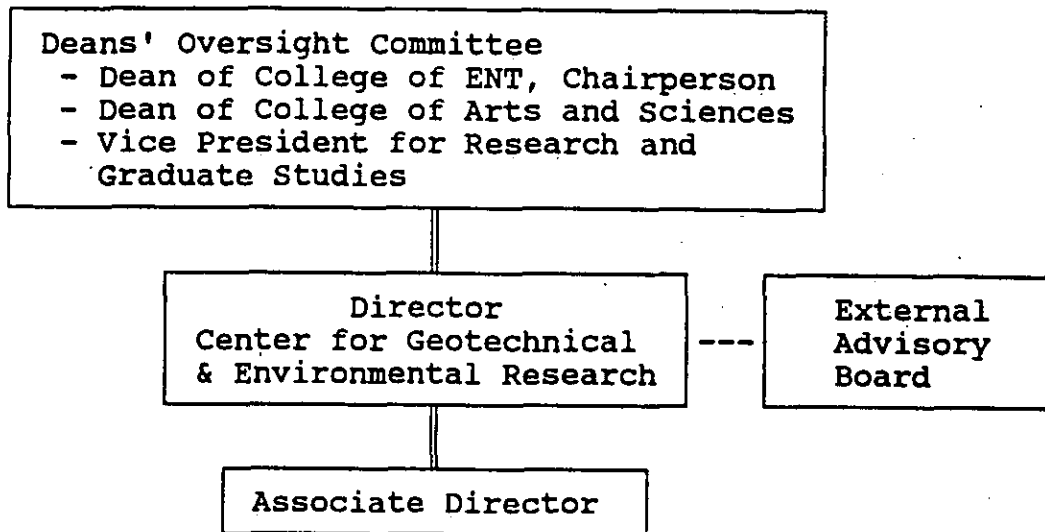 Deans' Oversight Committee
- Dean of College of ENT, Chairperson
- Dean of College of Arts and Sciences
- Vice President for Research and
Graduate Studies
Director
Center for Geotechnical
& Environmental Research
External
Advisory
Board
Associate Director